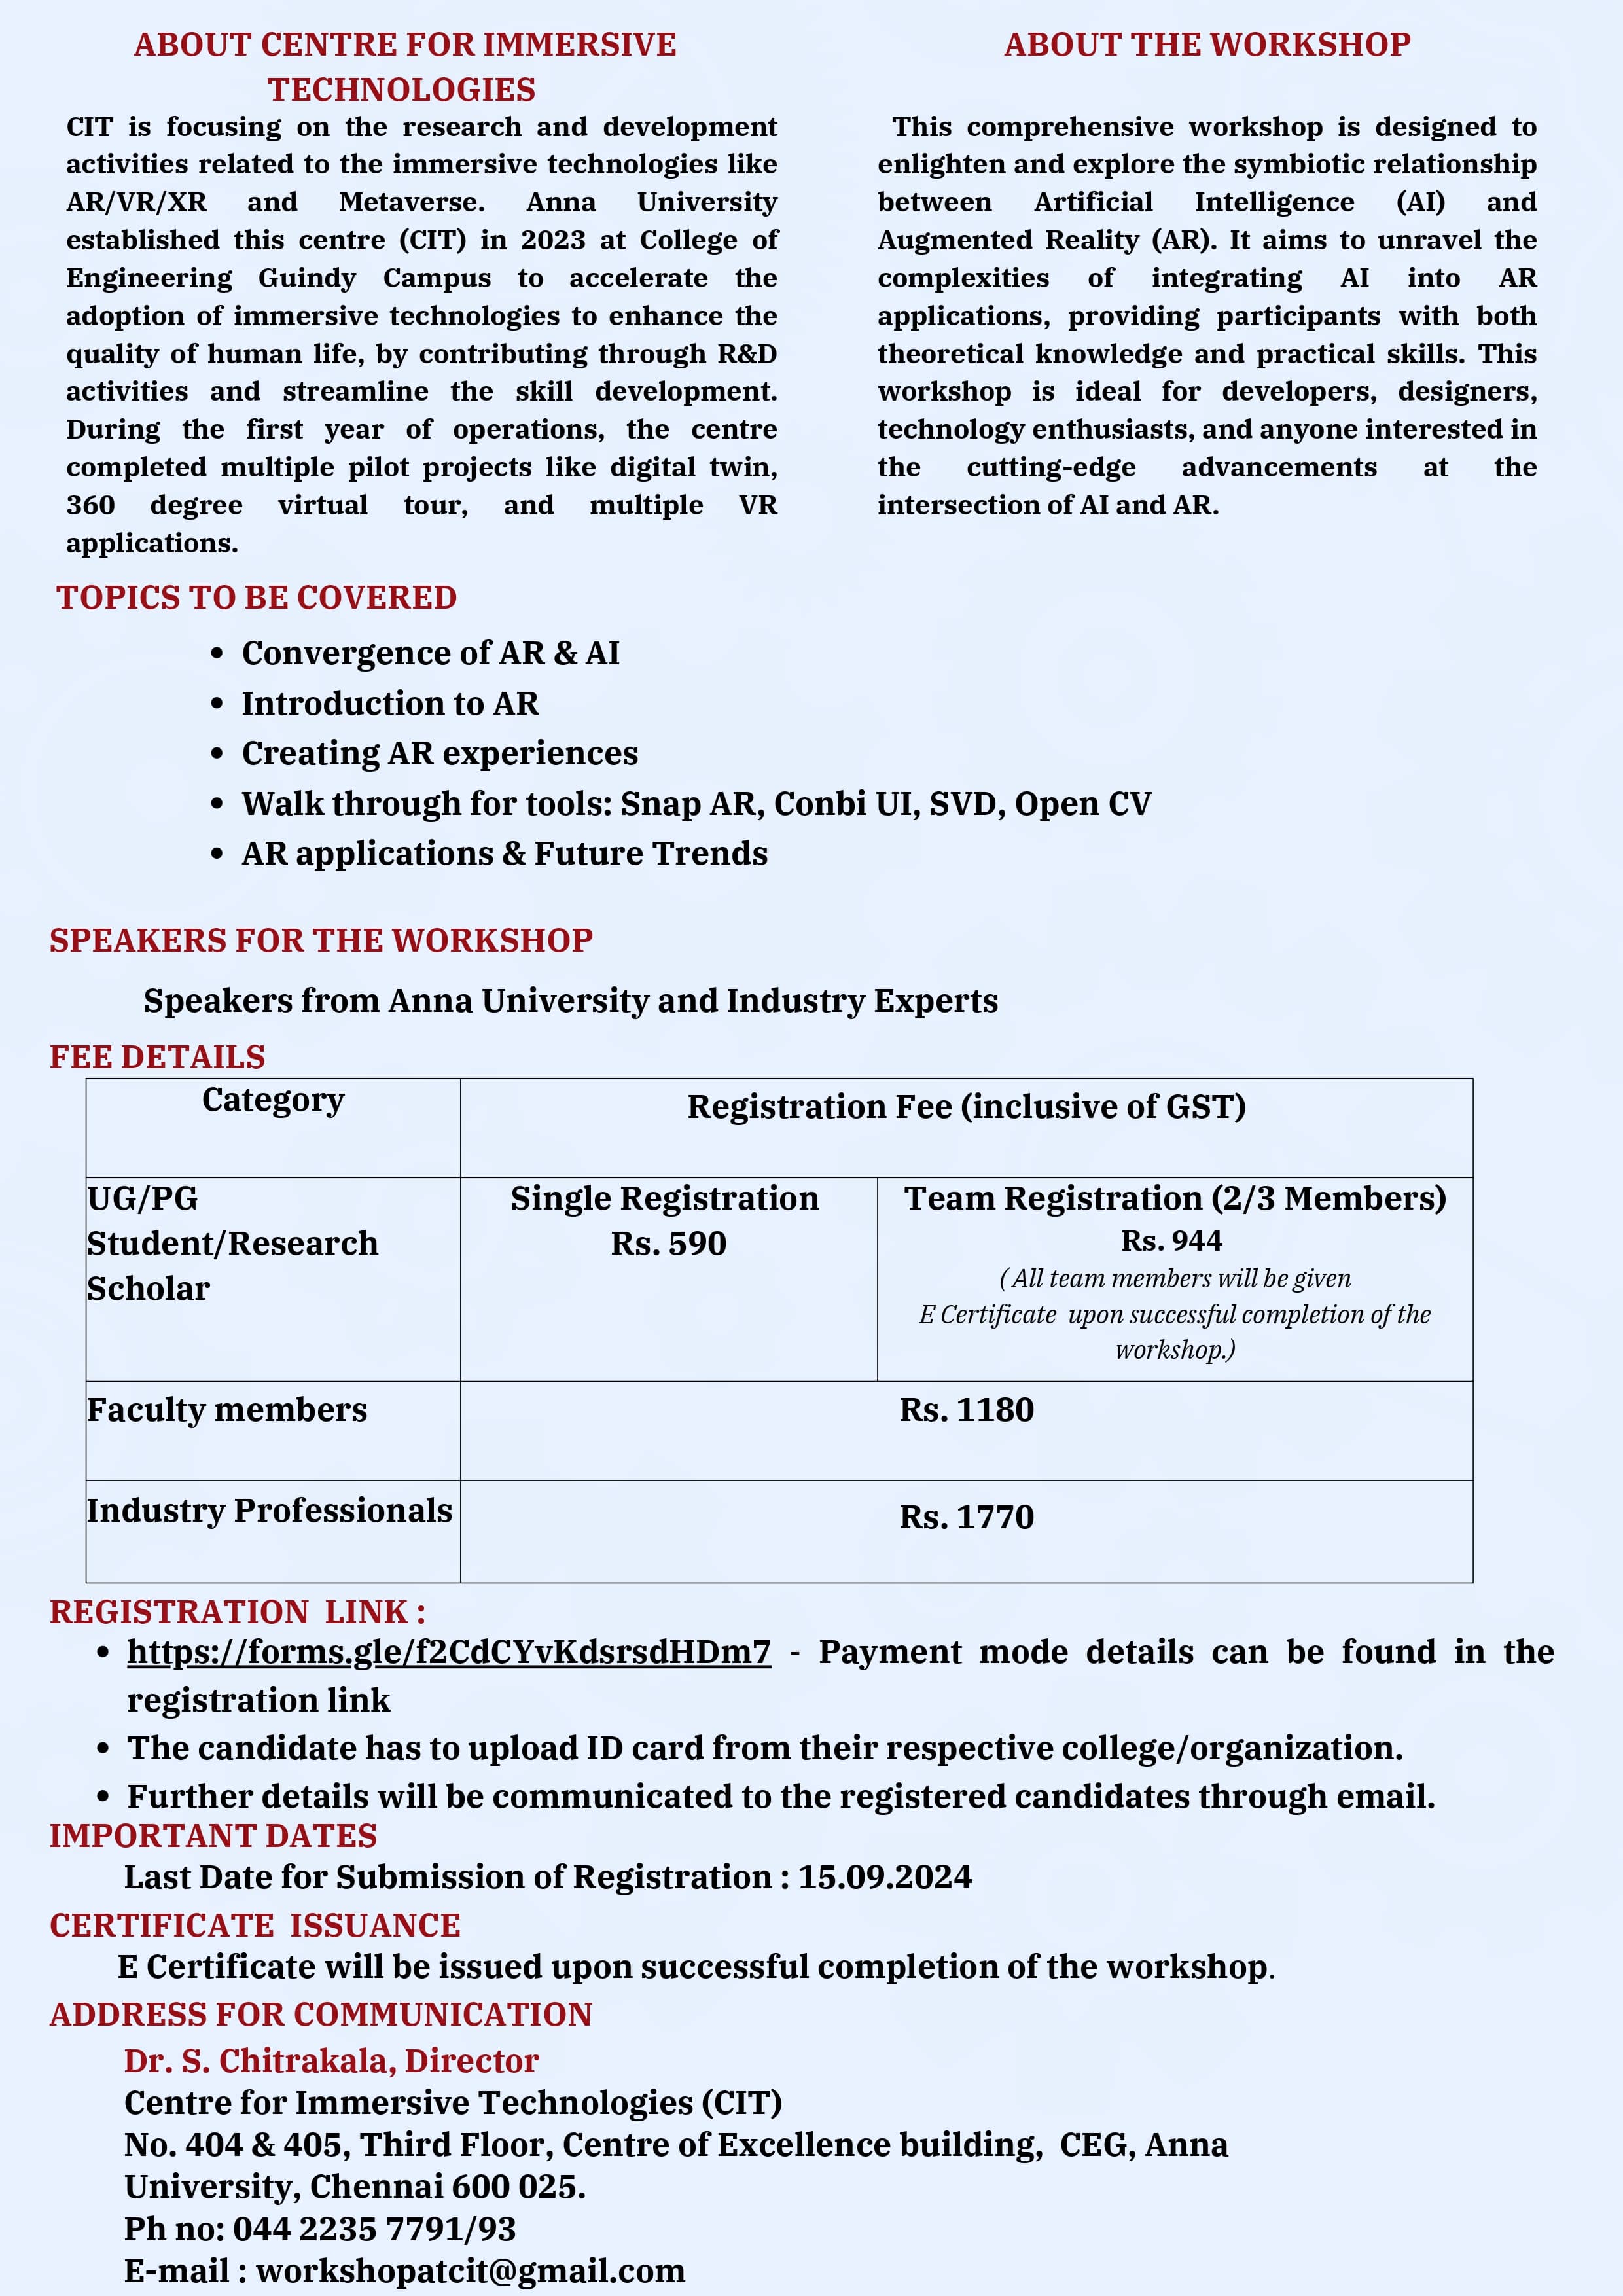 ABOUT CENTRE FOR IMMERSIVE
TECHNOLOGIES
CIT is focusing on the research and development
activities related to the immersive technologies like
AR/VR/XR and Metaverse. Anna University
established this centre (CIT) in 2023 at College of
Engineering Guindy Campus to accelerate the
adoption of immersive technologies to enhance the
quality of human life, by contributing through R&D
activities and streamline the skill development.
During the first year of operations, the centre
completed multiple pilot projects like digital twin,
360 degree virtual tour, and multiple VR
applications.
ABOUT THE WORKSHOP
This comprehensive workshop is designed to
enlighten and explore the symbiotic relationship
between Artificial Intelligence (AI) and
Augmented Reality (AR). It aims to unravel the
complexities of integrating AI into AR
applications, providing participants with both
theoretical knowledge and practical skills. This
workshop is ideal for developers, designers,
technology enthusiasts, and anyone interested in
the cutting-edge advancements at the
intersection of AI and AR.
TOPICS TO BE COVERED
• Convergence of AR & AI
• Introduction to AR
• Creating AR experiences
• Walk through for tools: Snap AR, Conbi UI, SVD, Open CV
• AR applications & Future Trends
SPEAKERS FOR THE WORKSHOP
Speakers from Anna University and Industry Experts
FEE DETAILS
Category
Registration Fee (inclusive of GST)
UG/PG
Student/Research
Scholar
Single Registration
Rs. 590
Team Registration (2/3 Members)
Rs. 944
( All team members will be given
E Certificate upon successful completion of the
workshop.)
Faculty members
Rs. 1180
Industry Professionals
Rs. 1770
REGISTRATION LINK :
• https://forms.gle/f2CdCYvKdsrsdHDm7 - Payment mode details can be found in the
registration link
• The candidate has to upload ID card from their respective college/organization.
• Further details will be communicated to the registered candidates through email.
IMPORTANT DATES
Last Date for Submission of Registration : 15.09.2024
CERTIFICATE ISSUANCE
E Certificate will be issued upon successful completion of the workshop.
ADDRESS FOR COMMUNICATION
Dr. S. Chitrakala, Director
Centre for Immersive Technologies (CIT)
No. 404 & 405, Third Floor, Centre of Excellence building, CEG, Anna
University, Chennai 600 025.
Ph no: 044 2235 7791/93
E-mail : workshopatcit@gmail.com